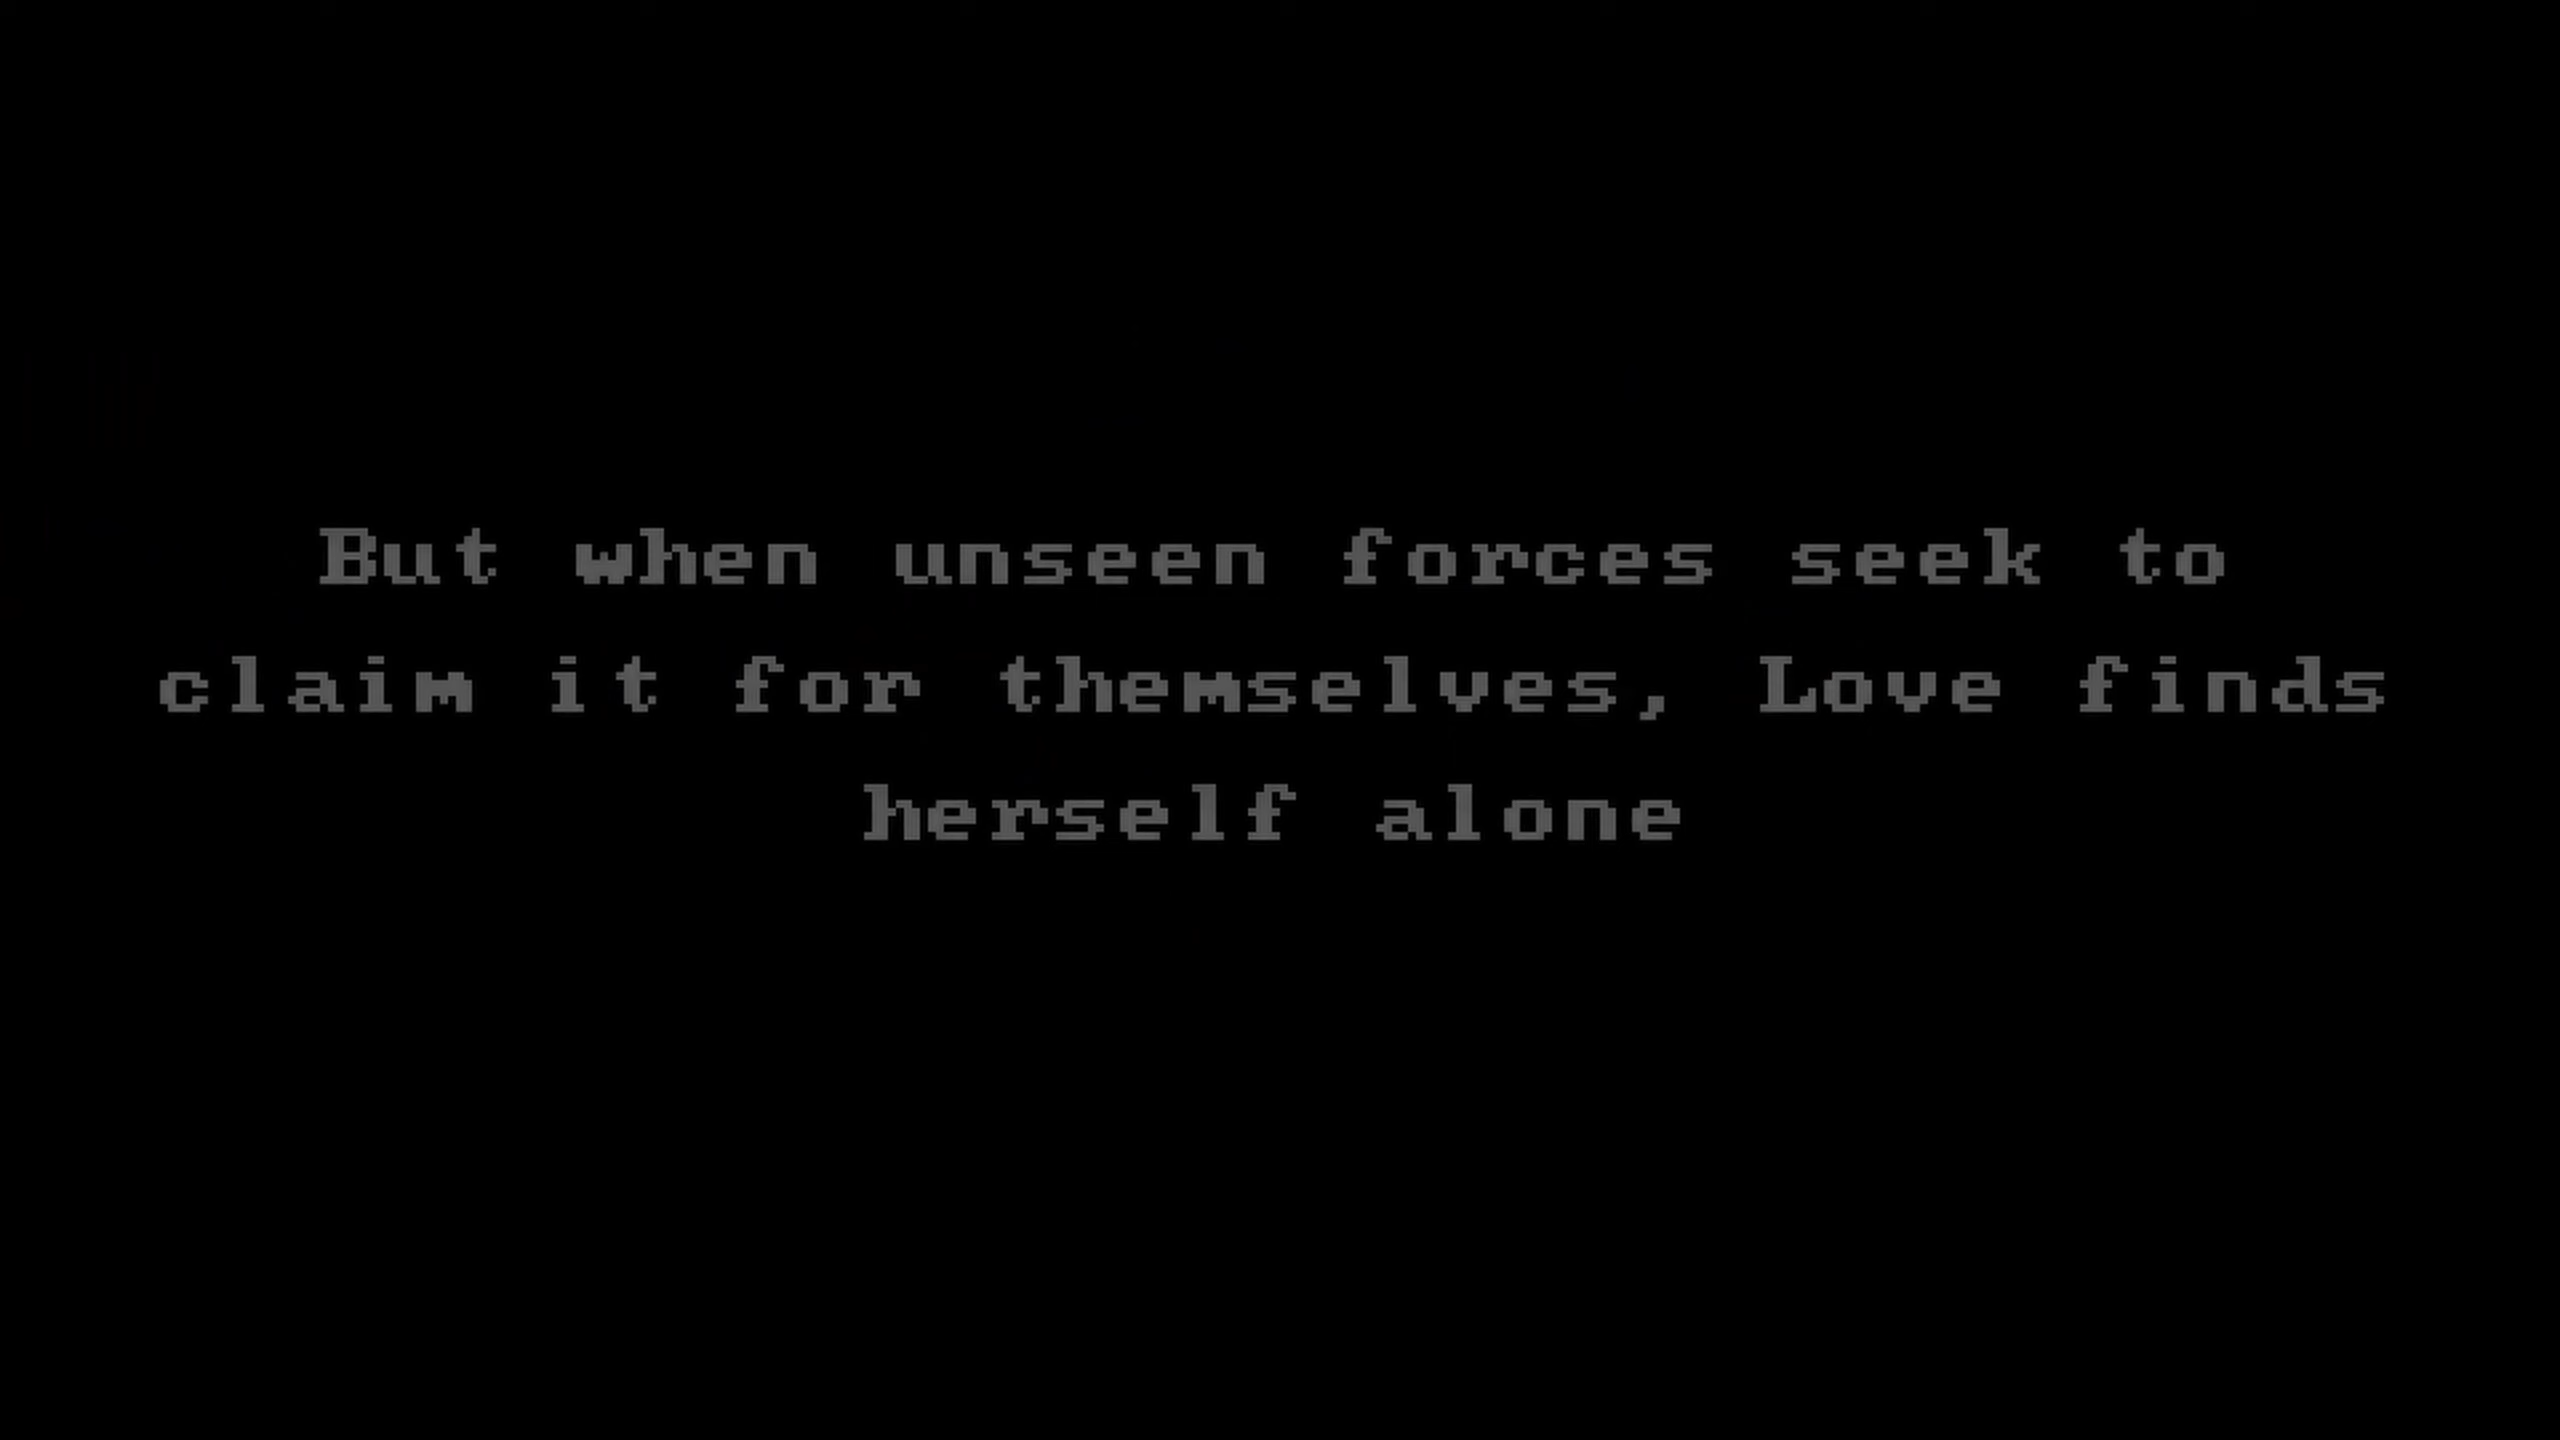 But when unseen forces seek to
claim it for themselves, Love finds
herself alone